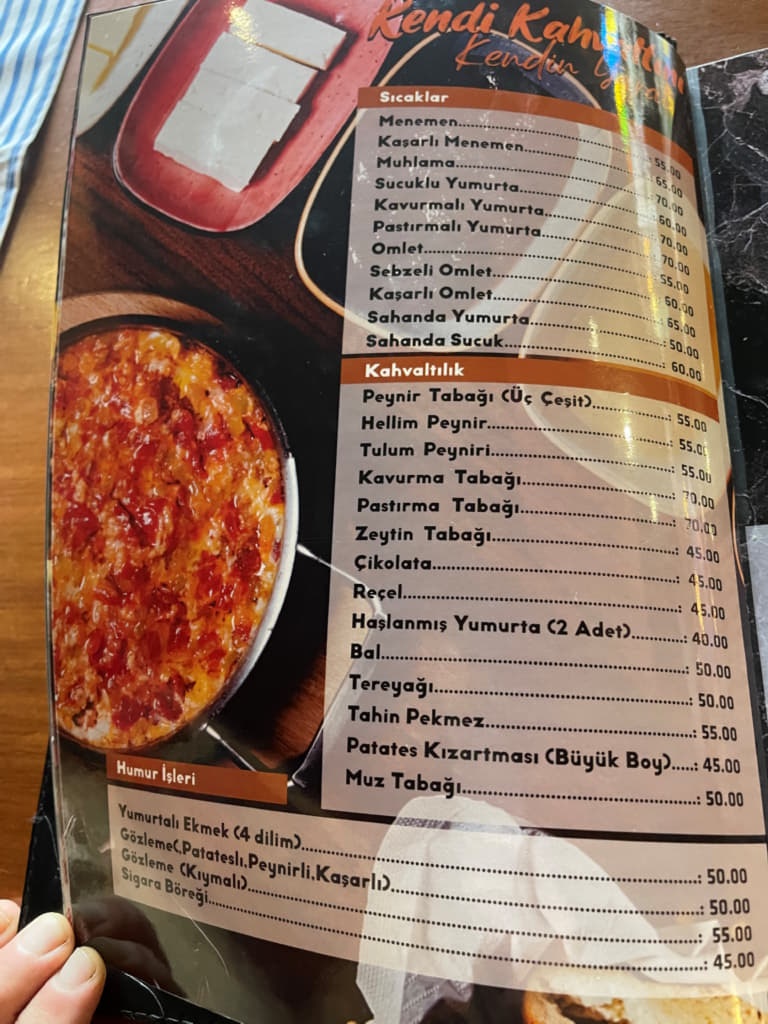 Kendi Kahvaltını
Kendin
Sıcaklar
Menemen..........: 55.00
Kaşarlı Menemen..........: 65.00
Muhlama..........: 70.00
Sucuklu Yumurta..........: 60.00
Kavurmalı Yumurta..........: 70.00
Pastırmalı Yumurta..........: 70.00
Omlet..........: 55.00
Sebzeli Omlet..........: 60.00
Kaşarlı Omlet..........: 65.00
Sahanda Yumurta..........: 50.00
Sahanda Sucuk..........: 60.00
Kahvaltılık
Peynir Tabağı (Üç Çeşit)..........: 55.00
Hellim Peynir..........: 55.00
Tulum Peyniri..........: 55.00
Kavurma Tabağı..........: 70.00
Pastırma Tabağı..........: 70.00
Zeytin Tabağı..........: 45.00
Çikolata..........: 45.00
Reçel..........: 45.00
Haşlanmış Yumurta (2 Adet)..........: 40.00
Bal..........: 50.00
Tereyağı..........: 50.00
Tahin Pekmez..........: 55.00
Patates Kızartması (Büyük Boy).....: 45.00
Muz Tabağı..........: 50.00
Humur İşleri
Yumurtalı Ekmek (4 dilim)..........: 50.00
Gözleme(,Patatesli,Peynirli,Kaşarlı)..........: 50.00
Gözleme (Kıymalı)..........: 55.00
Sigara Böreği..........: 45.00